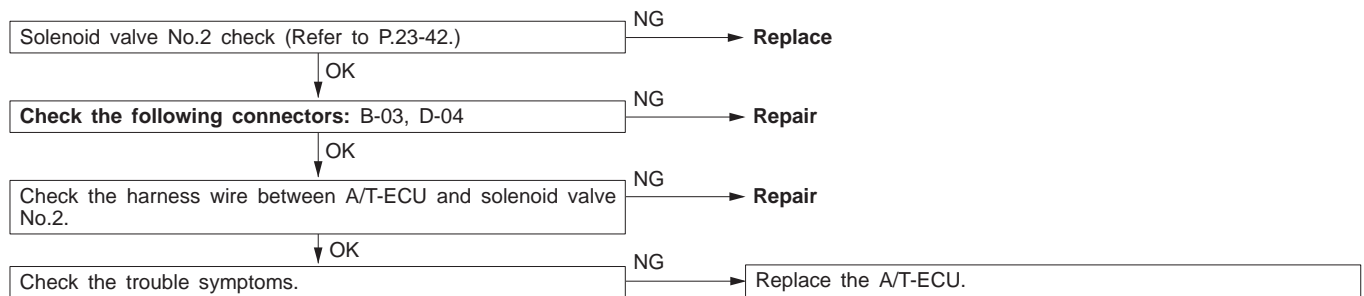 Solenoid valve No.2 check (Refer to P.23-42.)
NG
Replace
OK
Check the following connectors: B-03, D-04
NG
Repair
OK
Check the harness wire between A/T-ECU and solenoid valve
No.2.
NG
Repair
OK
Check the trouble symptoms.
NG
Replace the A/T-ECU.